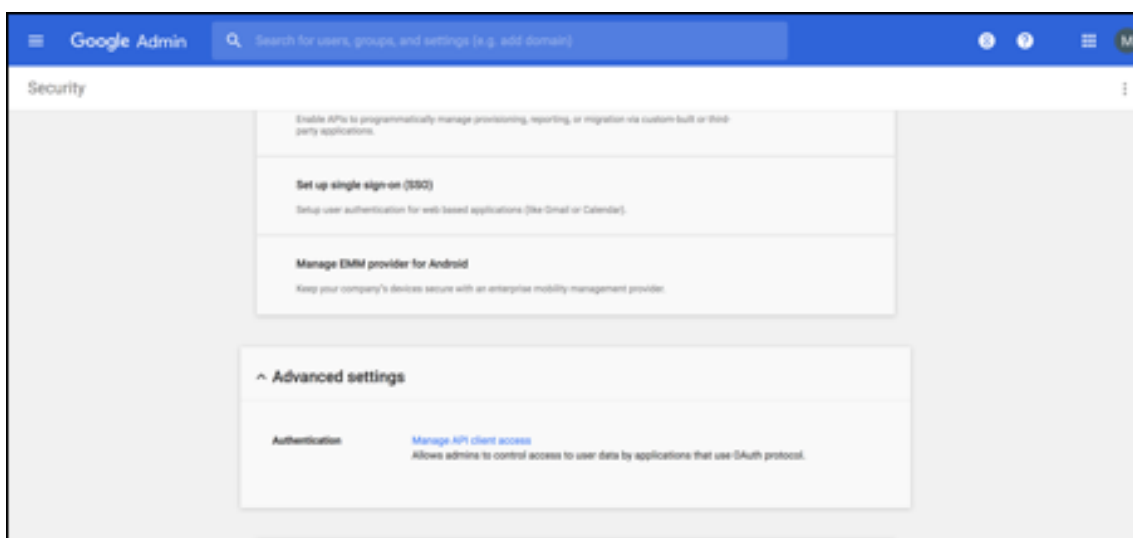 Google Admin
Search for users, groups, and settings (e.g. add domain)
M
Security
Enable APIs to programmatically manage provisioning, reporting, or migration via custom-built or third-
party applications.
Set up single sign-on (SSO)
Setup user authentication for web based applications (like Gmail or Calendar).
Manage EMM provider for Android
Keep your company's devices secure with an enterprise mobility management provider.
Advanced settings
Authentication
Manage API client access
Allows admins to control access to user data by applications that use OAuth protocol.